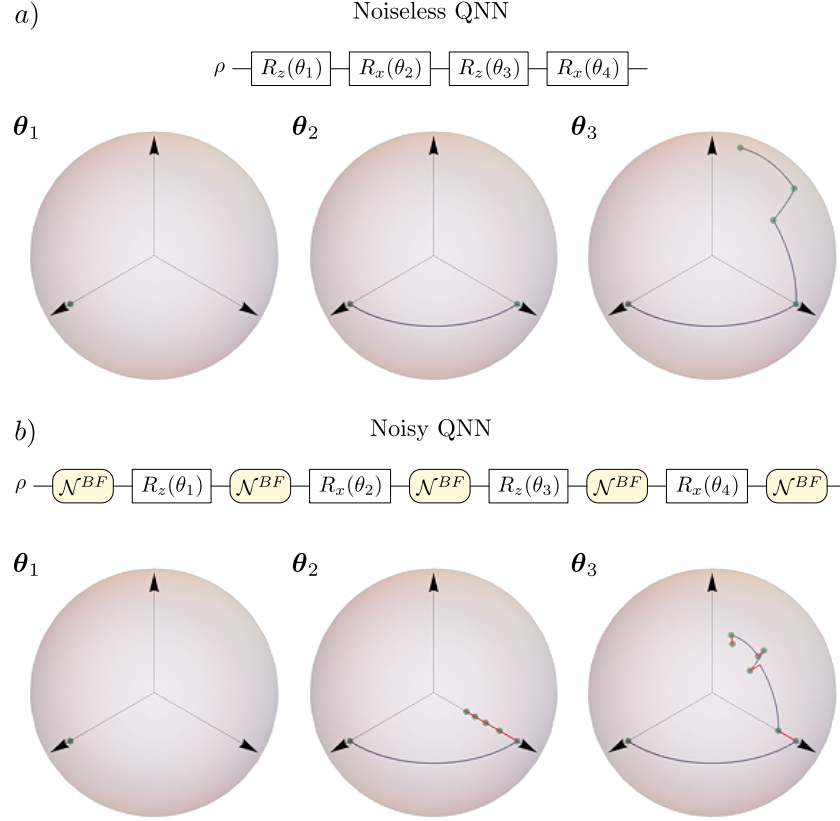 a)
Noiseless QNN
ρ R_z(θ_1) R_x(θ_2) R_z(θ_3) R_x(θ_4)
θ_1 θ_2 θ_3
b)
Noisy QNN
ρ 𝒩^{BF} R_z(θ_1) 𝒩^{BF} R_x(θ_2) 𝒩^{BF} R_z(θ_3) 𝒩^{BF} R_x(θ_4) 𝒩^{BF}
θ_1 θ_2 θ_3